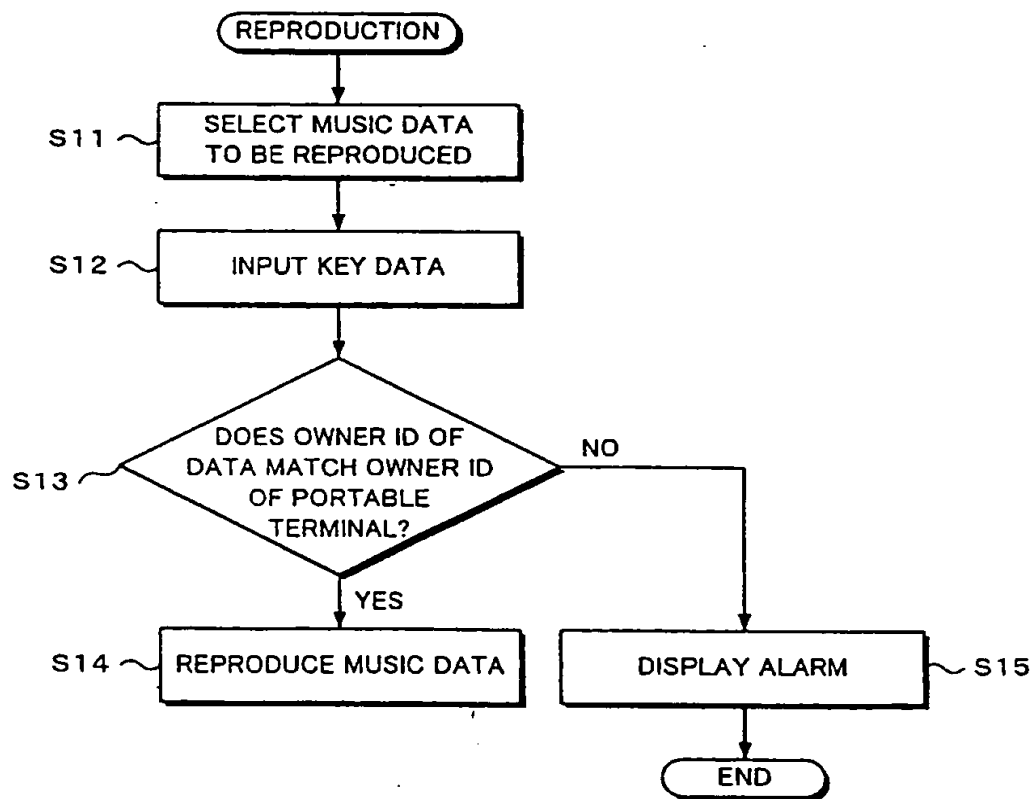 REPRODUCTION
S11
SELECT MUSIC DATA
TO BE REPRODUCED
S12
INPUT KEY DATA
S13
DOES OWNER ID OF
DATA MATCH OWNER ID
OF PORTABLE
TERMINAL?
NO
YES
S14
REPRODUCE MUSIC DATA
DISPLAY ALARM
S15
END